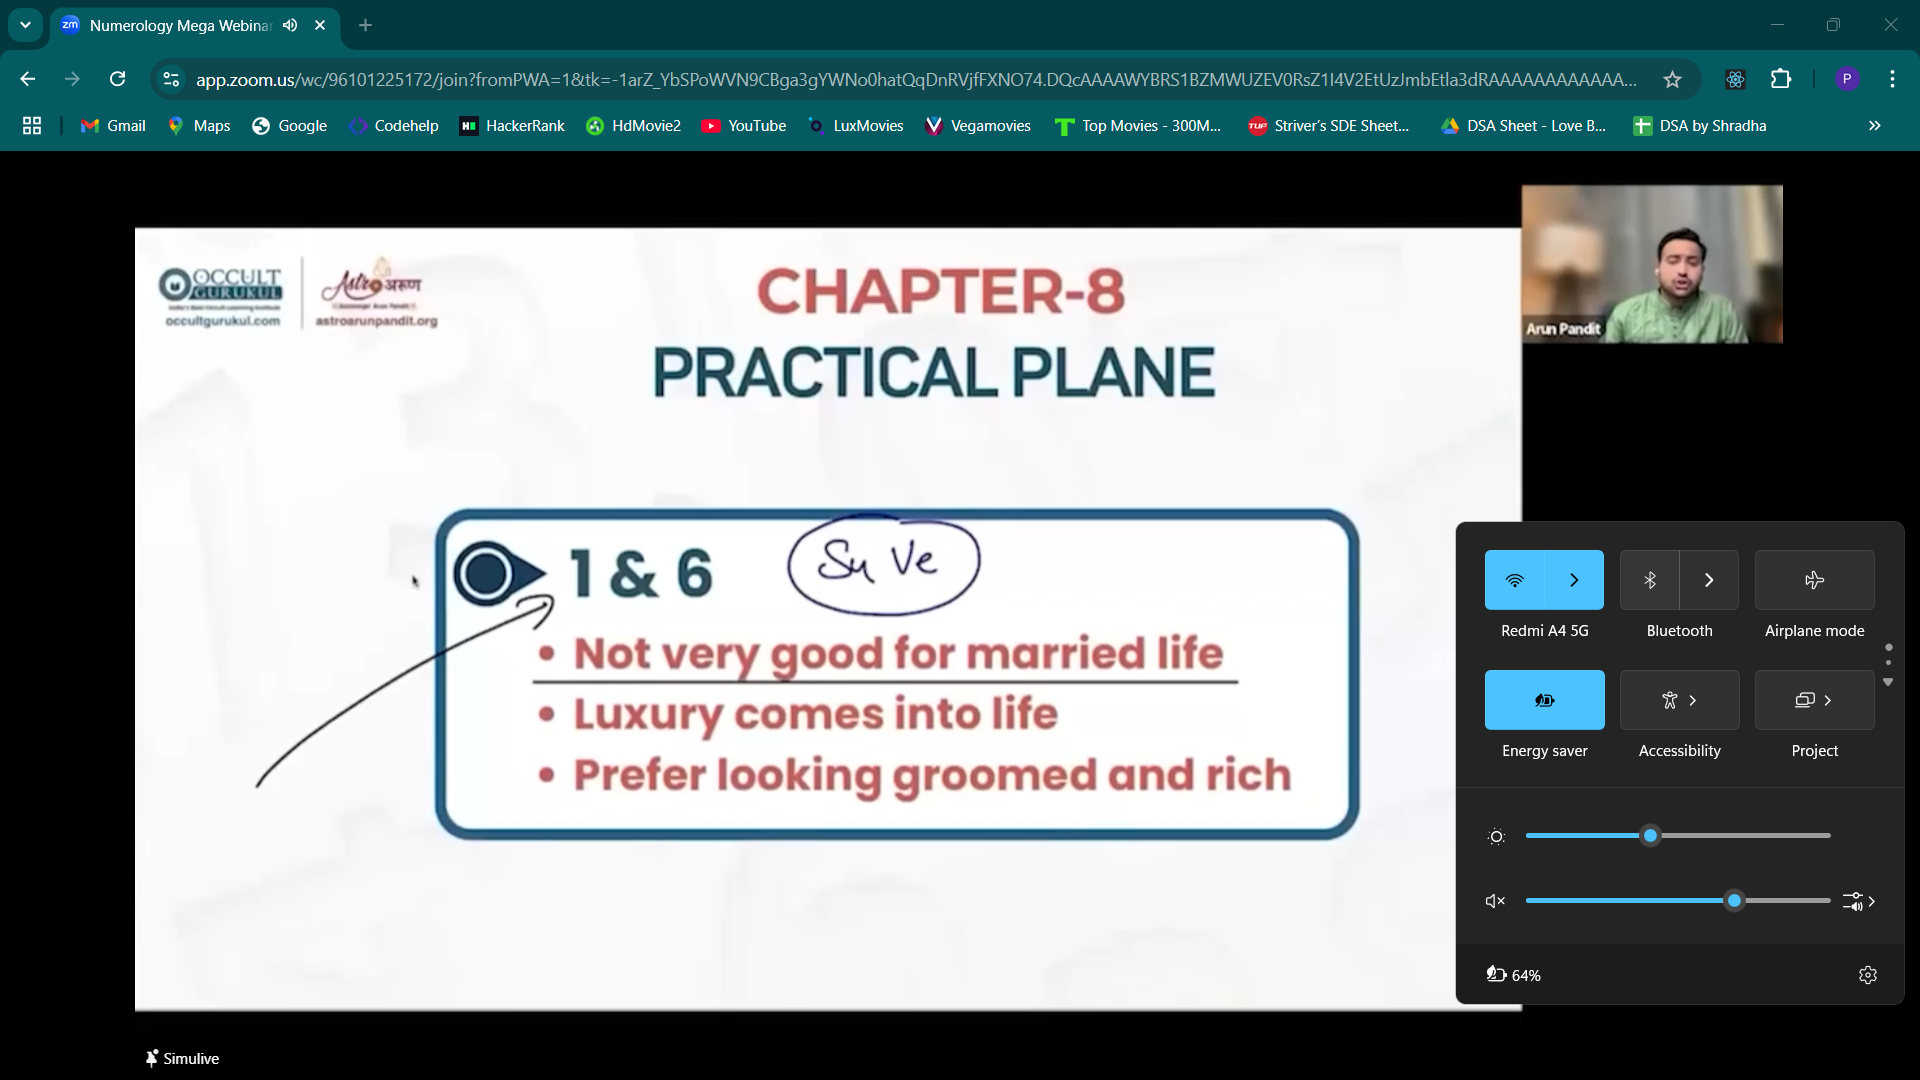 Numerology Mega Webinar
app.zoom.us/wc/96101225172/join?fromPWA=1&tk=-1arZ_YbSPoWVN9CBga3gYWNo0hatQqDnRVjfFXNO74.DQcAAAAWYBRS1BZMWUZEV0RsZ1I4V2EtUzJmbEtla3dRAAAAAAAAAAAA...
P
Gmail
Maps
Google
Codehelp
HackerRank
HdMovie2
YouTube
LuxMovies
Vegamovies
Top Movies - 300M...
Striver's SDE Sheet...
DSA Sheet - Love B...
DSA by Shradha
OCCULT
GURUKUL
occultgurukul.com
Astro अरुण
astroarunpandit.org
CHAPTER-8
PRACTICAL PLANE
Arun Pandit
1 & 6
Su Ve
• Not very good for married life
• Luxury comes into life
• Prefer looking groomed and rich
Redmi A4 5G
Bluetooth
Airplane mode
Energy saver
Accessibility
Project
64%
Simulive